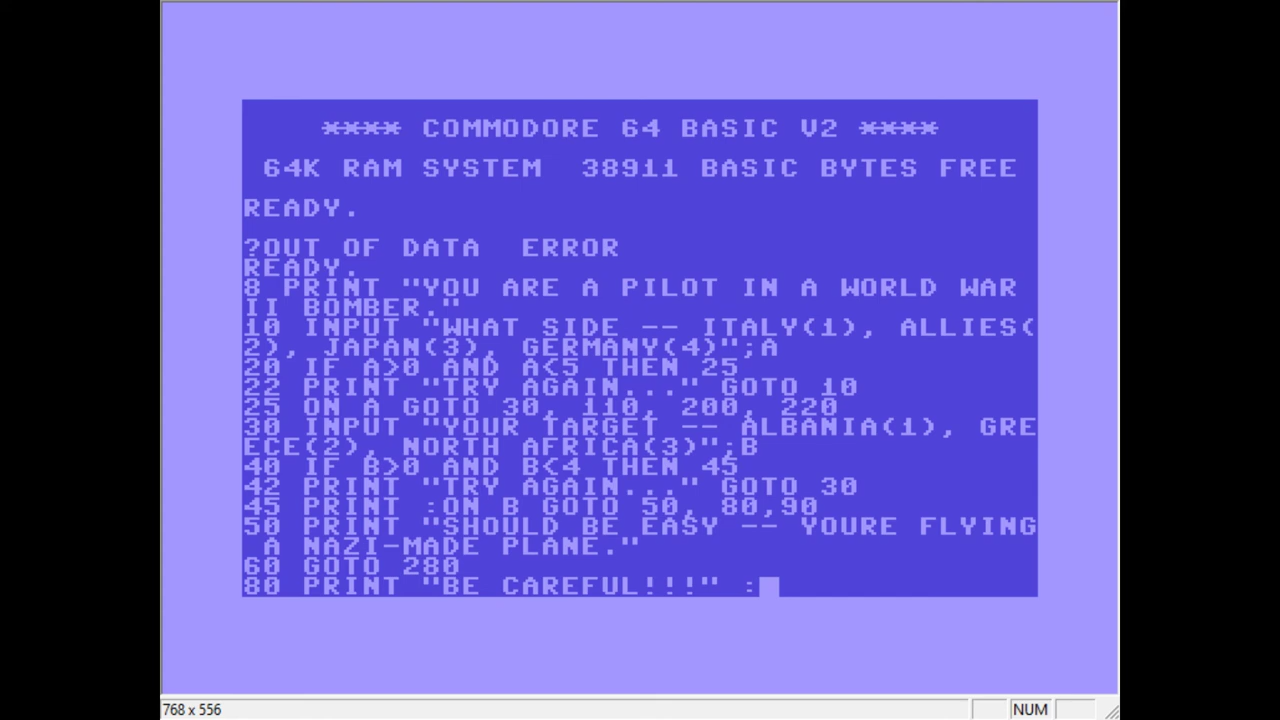 **** COMMODORE 64 BASIC V2 ****
64K RAM SYSTEM  38911 BASIC BYTES FREE
READY.
?OUT OF DATA  ERROR
READY.
8 PRINT "YOU ARE A PILOT IN A WORLD WAR
II BOMBER."
10 INPUT "WHAT SIDE -- ITALY(1), ALLIES(
2), JAPAN(3), GERMANY(4)";A
20 IF A>0 AND A<5 THEN 25
22 PRINT "TRY AGAIN..." GOTO 10
25 ON A GOTO 30, 110, 200, 220
30 INPUT "YOUR TARGET -- ALBANIA(1), GRE
ECE(2), NORTH AFRICA(3)";B
40 IF B>0 AND B<4 THEN 45
42 PRINT "TRY AGAIN..." GOTO 30
45 PRINT :ON B GOTO 50, 80,90
50 PRINT "SHOULD BE EASY -- YOURE FLYING
 A NAZI-MADE PLANE."
60 GOTO 280
80 PRINT "BE CAREFUL!!!" :
768 x 556
NUM